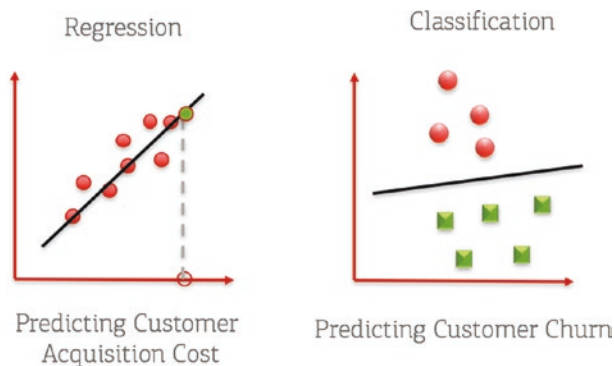 Regression
Classification
Predicting Customer
Acquisition Cost
Predicting Customer Churn